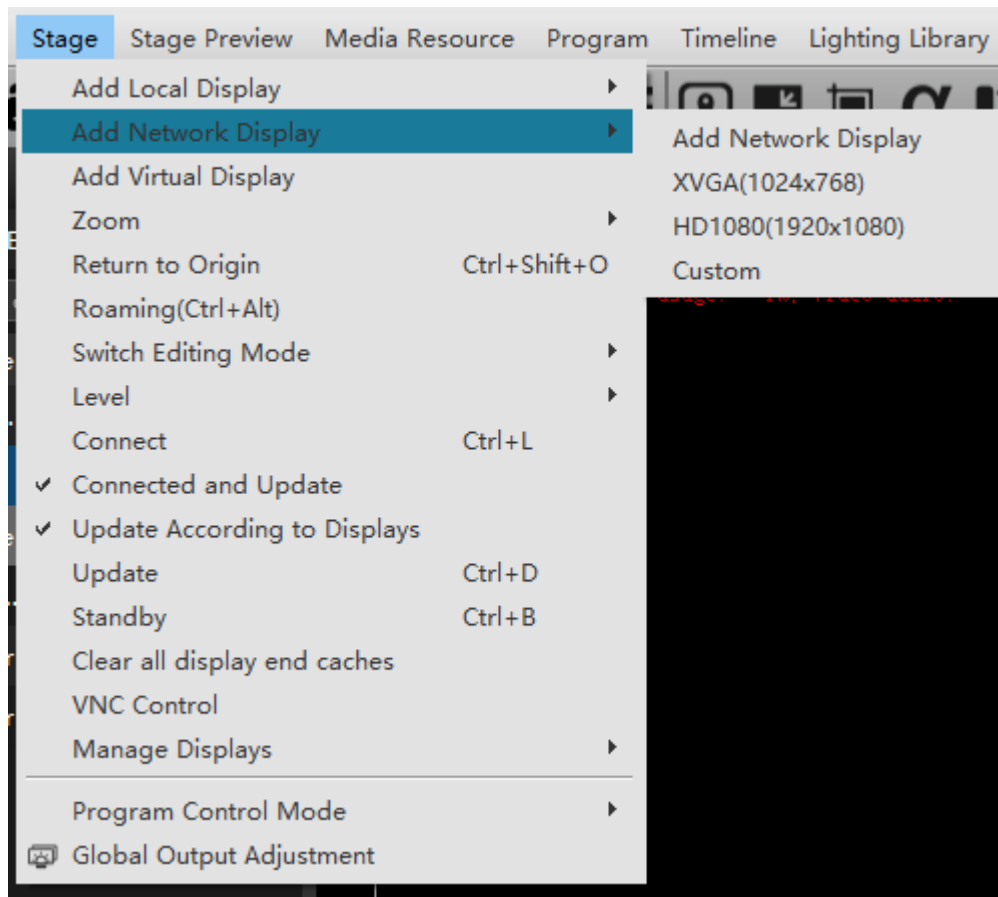 Stage Stage Preview Media Resource Program Timeline Lighting Library
Add Local Display
Add Network Display
Add Virtual Display
Zoom
Return to Origin Ctrl+Shift+O
Roaming(Ctrl+Alt)
Switch Editing Mode
Level
Connect Ctrl+L
Connected and Update
Update According to Displays
Update Ctrl+D
Standby Ctrl+B
Clear all display end caches
VNC Control
Manage Displays
Program Control Mode
Global Output Adjustment
Add Network Display
XVGA(1024x768)
HD1080(1920x1080)
Custom